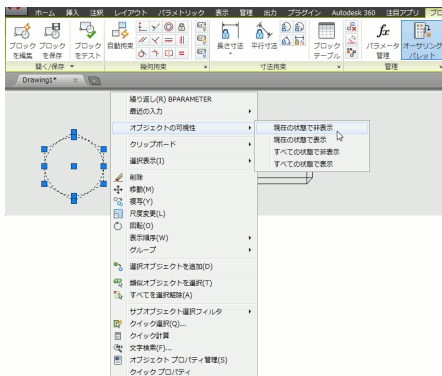 ホーム 挿入 注釈 レイアウト パラメトリック 表示 管理 出力 プラグイン Autodesk 360 注目アプリ
ブロックを編集 ブロックを保存 ブロックをテスト 自動拘束 長さ寸法 平行寸法 ブロックテーブル パラメータ管理 オーサリングパレット
開く/保存 幾何拘束 寸法拘束 管理
Drawing1*
繰り返し(R) BPARAMETER
最近の入力
オブジェクトの可視性
現在の状態で非表示
現在の状態で表示
すべての状態で非表示
すべての状態で表示
クリップボード
選択表示(I)
削除
移動(M)
複写(Y)
尺度変更(L)
回転(O)
表示順序(W)
グループ
選択オブジェクトを追加(D)
類似オブジェクトを選択(T)
すべてを選択解除(A)
サブオブジェクト選択フィルタ
クイック選択(Q)...
クイック計算
文字検索(F)...
オブジェクト プロパティ管理(S)
クイック プロパティ